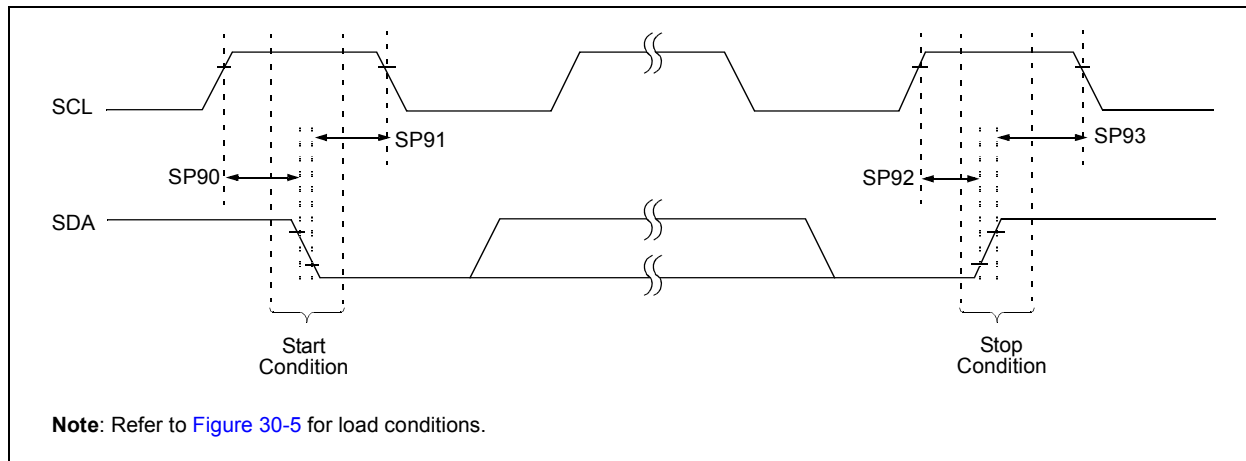 SCL
SP91
SP93
SP90
SP92
SDA
Start
Condition
Stop
Condition
Note: Refer to Figure 30-5 for load conditions.